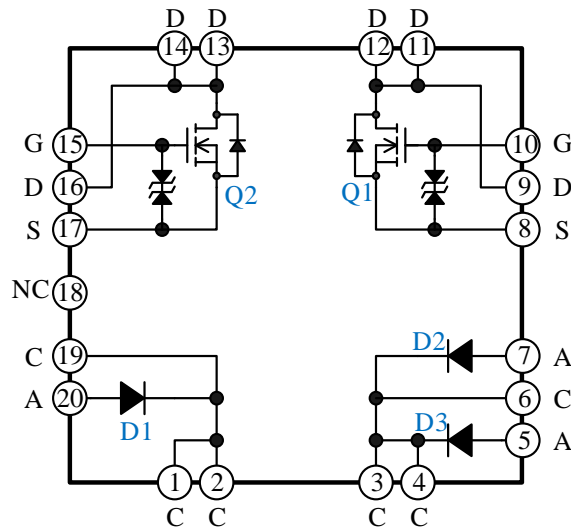 D D D D
14 13 12 11
G 15 10 G
D 16 Q2 Q1 9 D
S 17 8 S
NC 18
C 19 D2 7 A
A 20 6 C
D1 D3 5 A
1 2 3 4
C C C C